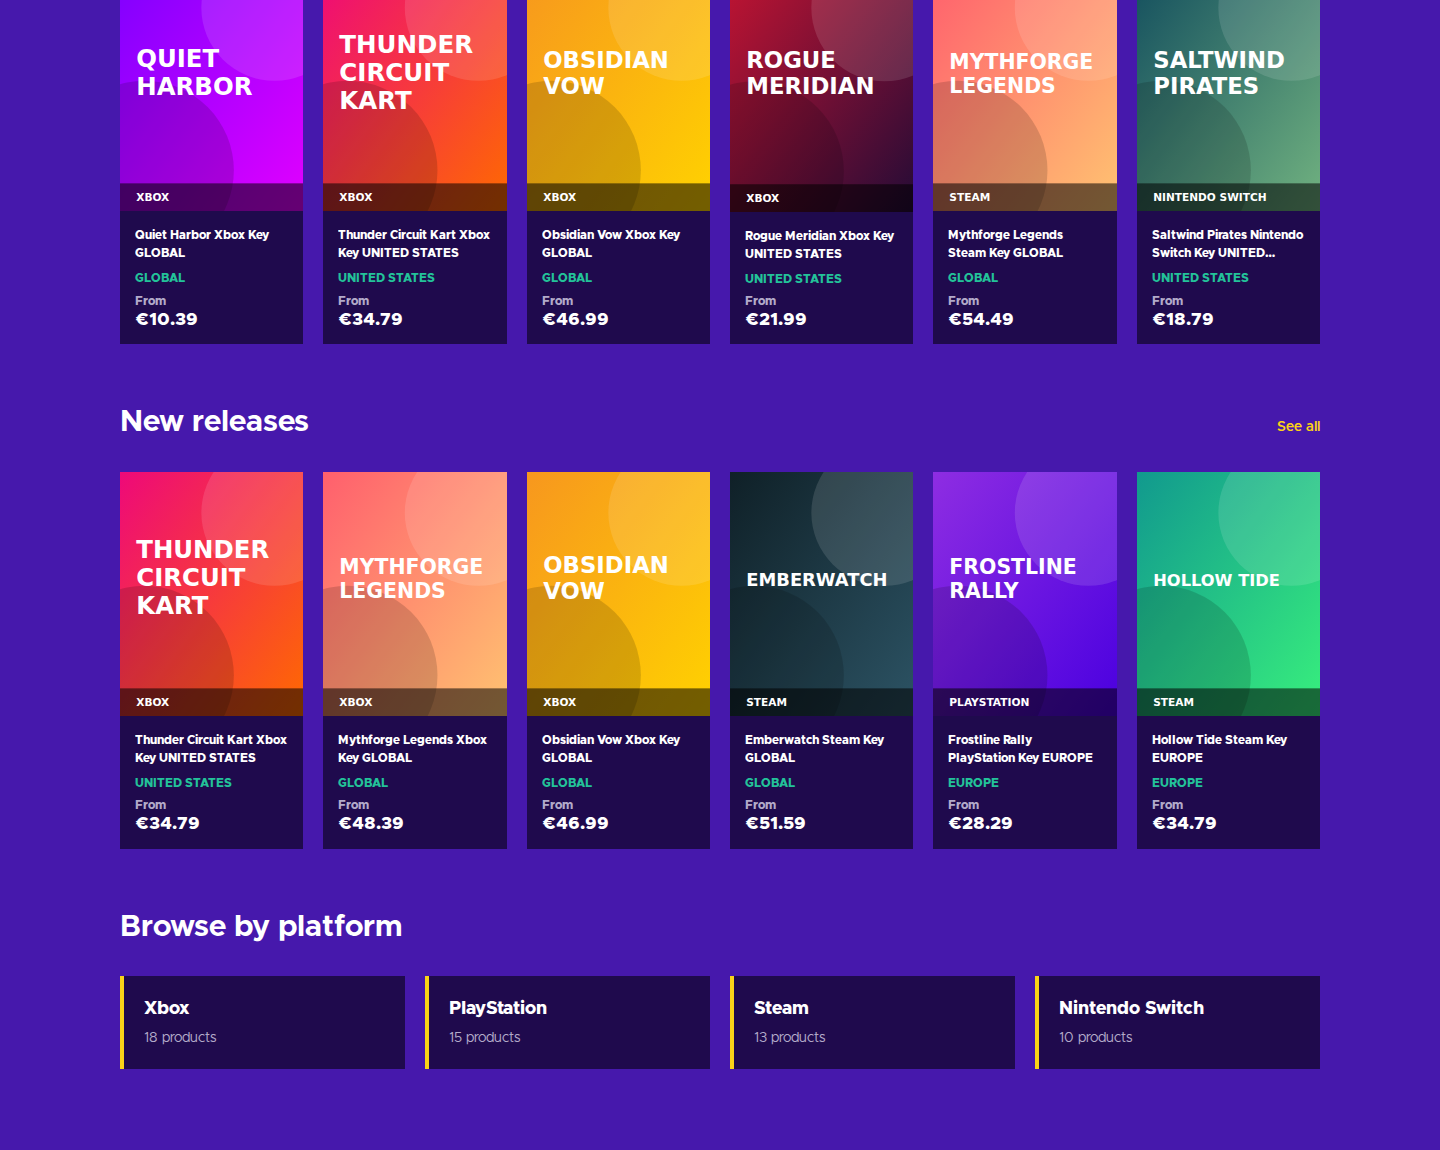 QUIET
HARBOR
XBOX
Quiet Harbor Xbox Key
GLOBAL
GLOBAL
From
€10.39
THUNDER
CIRCUIT
KART
XBOX
Thunder Circuit Kart Xbox
Key UNITED STATES
UNITED STATES
From
€34.79
OBSIDIAN
VOW
XBOX
Obsidian Vow Xbox Key
GLOBAL
GLOBAL
From
€46.99
ROGUE
MERIDIAN
XBOX
Rogue Meridian Xbox Key
UNITED STATES
UNITED STATES
From
€21.99
MYTHFORGE
LEGENDS
STEAM
Mythforge Legends
Steam Key GLOBAL
GLOBAL
From
€54.49
SALTWIND
PIRATES
NINTENDO SWITCH
Saltwind Pirates Nintendo
Switch Key UNITED...
UNITED STATES
From
€18.79
New releases
See all
THUNDER
CIRCUIT
KART
XBOX
Thunder Circuit Kart Xbox
Key UNITED STATES
UNITED STATES
From
€34.79
MYTHFORGE
LEGENDS
XBOX
Mythforge Legends Xbox
Key GLOBAL
GLOBAL
From
€48.39
OBSIDIAN
VOW
XBOX
Obsidian Vow Xbox Key
GLOBAL
GLOBAL
From
€46.99
EMBERWATCH
STEAM
Emberwatch Steam Key
GLOBAL
GLOBAL
From
€51.59
FROSTLINE
RALLY
PLAYSTATION
Frostline Rally
PlayStation Key EUROPE
EUROPE
From
€28.29
HOLLOW TIDE
STEAM
Hollow Tide Steam Key
EUROPE
EUROPE
From
€34.79
Browse by platform
Xbox
18 products
PlayStation
15 products
Steam
13 products
Nintendo Switch
10 products